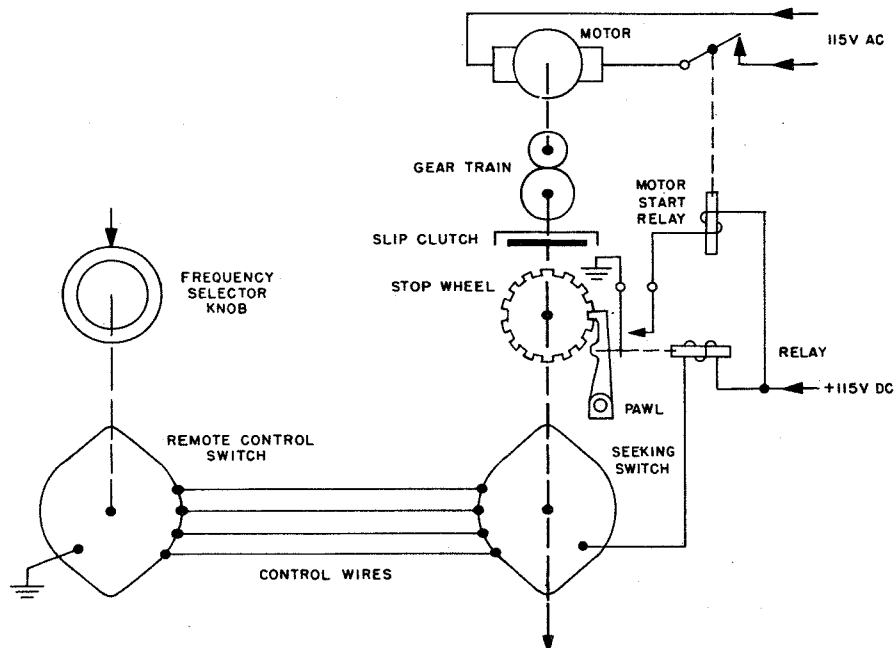 MOTOR
115V AC
GEAR TRAIN
MOTOR
START
RELAY
SLIP CLUTCH
STOP WHEEL
FREQUENCY
SELECTOR
KNOB
RELAY
+115V DC
PAWL
REMOTE CONTROL
SWITCH
SEEKING
SWITCH
CONTROL WIRES